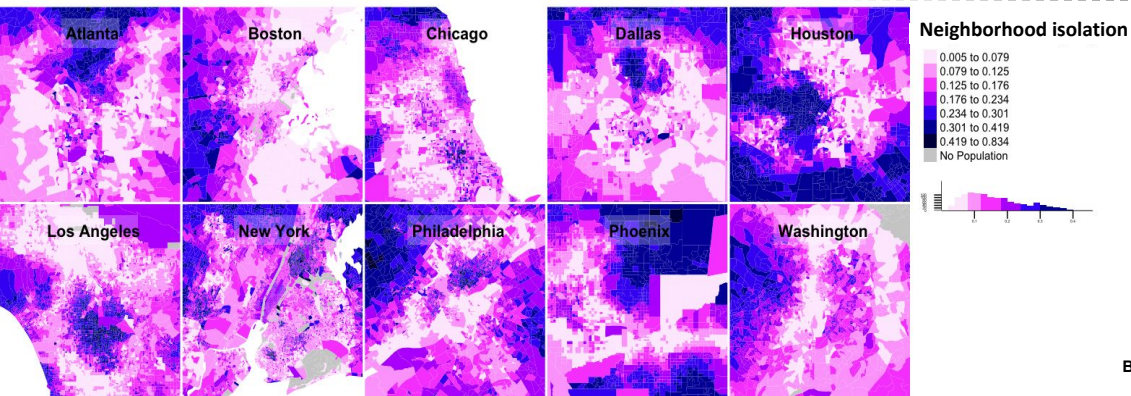 Atlanta
Boston
Chicago
Dallas
Houston
Los Angeles
New York
Philadelphia
Phoenix
Washington
Neighborhood isolation
0.005 to 0.079
0.079 to 0.125
0.125 to 0.176
0.176 to 0.234
0.234 to 0.301
0.301 to 0.419
0.419 to 0.834
No Population
B